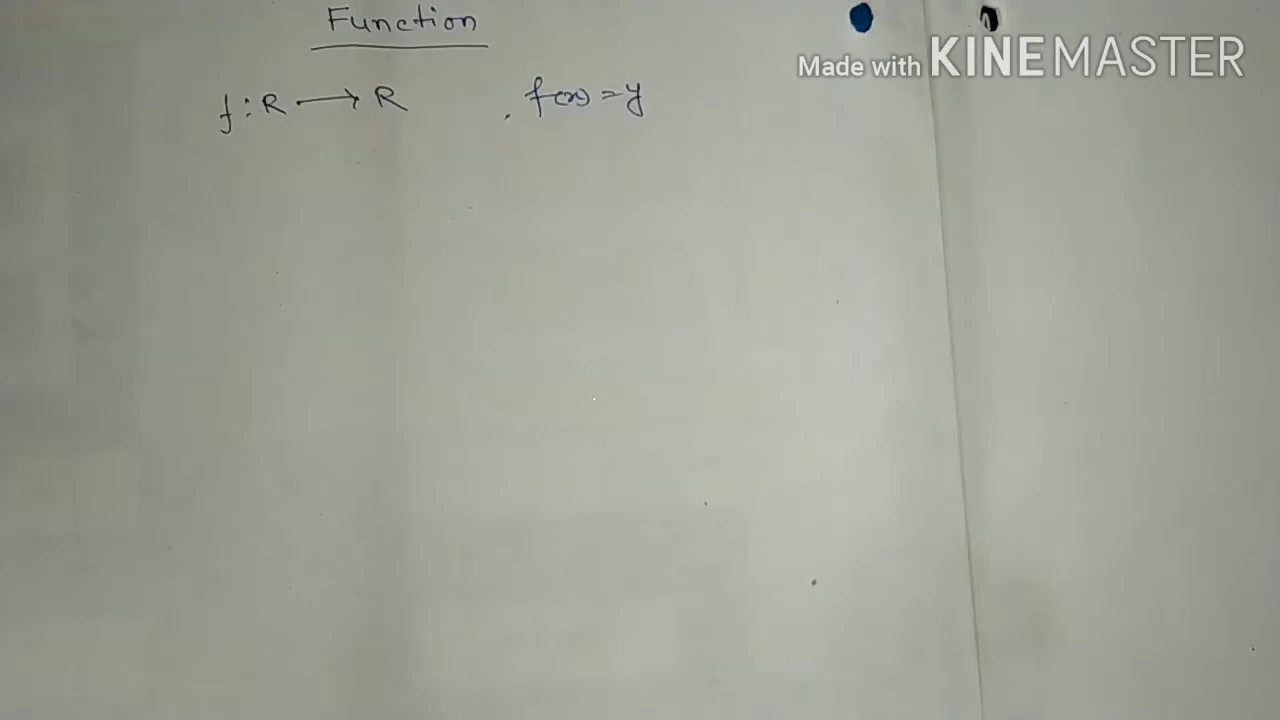 Function
Made with KINEMASTER
f : R → R , f(x) = y